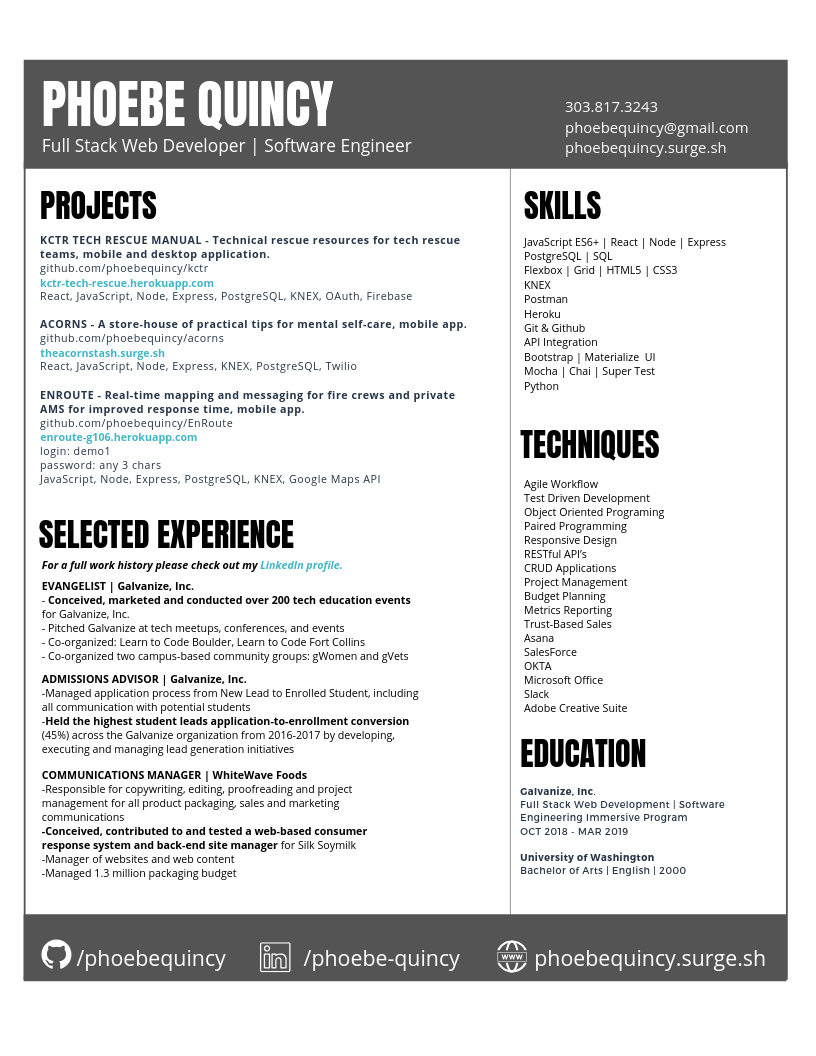 PHOEBE QUINCY
Full Stack Web Developer | Software Engineer
303.817.3243
phoebequincy@gmail.com
phoebequincy.surge.sh
PROJECTS
KCTR TECH RESCUE MANUAL - Technical rescue resources for tech rescue
teams, mobile and desktop application.
github.com/phoebequincy/kctr
kctr-tech-rescue.herokuapp.com
React, JavaScript, Node, Express, PostgreSQL, KNEX, OAuth, Firebase
ACORNS - A store-house of practical tips for mental self-care, mobile app.
github.com/phoebequincy/acorns
theacornstash.surge.sh
React, JavaScript, Node, Express, KNEX, PostgreSQL, Twilio
ENROUTE - Real-time mapping and messaging for fire crews and private
AMS for improved response time, mobile app.
github.com/phoebequincy/EnRoute
enroute-g106.herokuapp.com
login: demo1
password: any 3 chars
JavaScript, Node, Express, PostgreSQL, KNEX, Google Maps API
SELECTED EXPERIENCE
For a full work history please check out my LinkedIn profile.
EVANGELIST | Galvanize, Inc.
- Conceived, marketed and conducted over 200 tech education events
for Galvanize, Inc.
- Pitched Galvanize at tech meetups, conferences, and events
- Co-organized: Learn to Code Boulder, Learn to Code Fort Collins
- Co-organized two campus-based community groups: gWomen and gVets
ADMISSIONS ADVISOR | Galvanize, Inc.
-Managed application process from New Lead to Enrolled Student, including
all communication with potential students
-Held the highest student leads application-to-enrollment conversion
(45%) across the Galvanize organization from 2016-2017 by developing,
executing and managing lead generation initiatives
COMMUNICATIONS MANAGER | WhiteWave Foods
-Responsible for copywriting, editing, proofreading and project
management for all product packaging, sales and marketing
communications
-Conceived, contributed to and tested a web-based consumer
response system and back-end site manager for Silk Soymilk
-Manager of websites and web content
-Managed 1.3 million packaging budget
SKILLS
JavaScript ES6+ | React | Node | Express
PostgreSQL | SQL
Flexbox | Grid | HTML5 | CSS3
KNEX
Postman
Heroku
Git & Github
API Integration
Bootstrap | Materialize UI
Mocha | Chai | Super Test
Python
TECHNIQUES
Agile Workflow
Test Driven Development
Object Oriented Programing
Paired Programming
Responsive Design
RESTful API's
CRUD Applications
Project Management
Budget Planning
Metrics Reporting
Trust-Based Sales
Asana
SalesForce
OKTA
Microsoft Office
Slack
Adobe Creative Suite
EDUCATION
Galvanize, Inc.
Full Stack Web Development | Software
Engineering Immersive Program
OCT 2018 - MAR 2019
University of Washington
Bachelor of Arts | English | 2000
/phoebequincy
in /phoebe-quincy
WWW phoebequincy.surge.sh